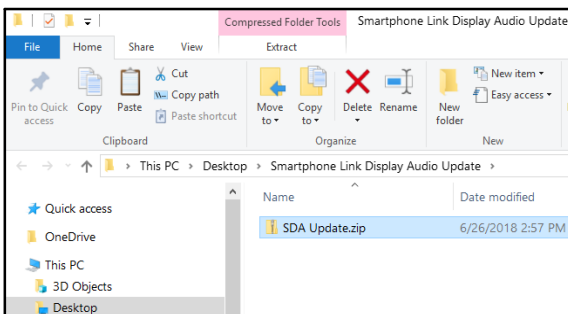 Compressed Folder Tools Smartphone Link Display Audio Update
File Home Share View Extract
Pin to Quick access
Copy
Paste
Cut
Copy path
Paste shortcut
Clipboard
Move to
Copy to
Delete
Rename
Organize
New folder
New item
Easy access
New
This PC > Desktop > Smartphone Link Display Audio Update >
Name Date modified
SDA Update.zip 6/26/2018 2:57 PM
Quick access
OneDrive
This PC
3D Objects
Desktop